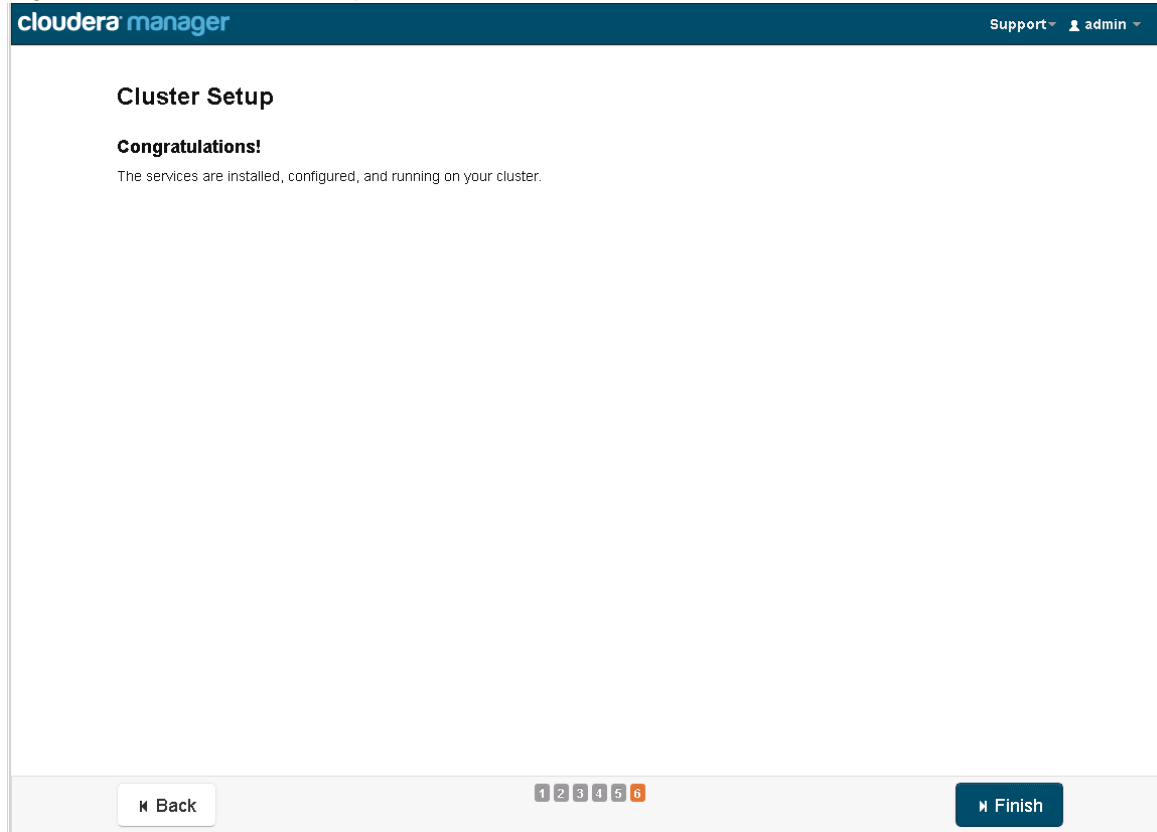 cloudera manager
Support admin
Cluster Setup
Congratulations!
The services are installed, configured, and running on your cluster.
Back
1 2 3 4 5 6
Finish